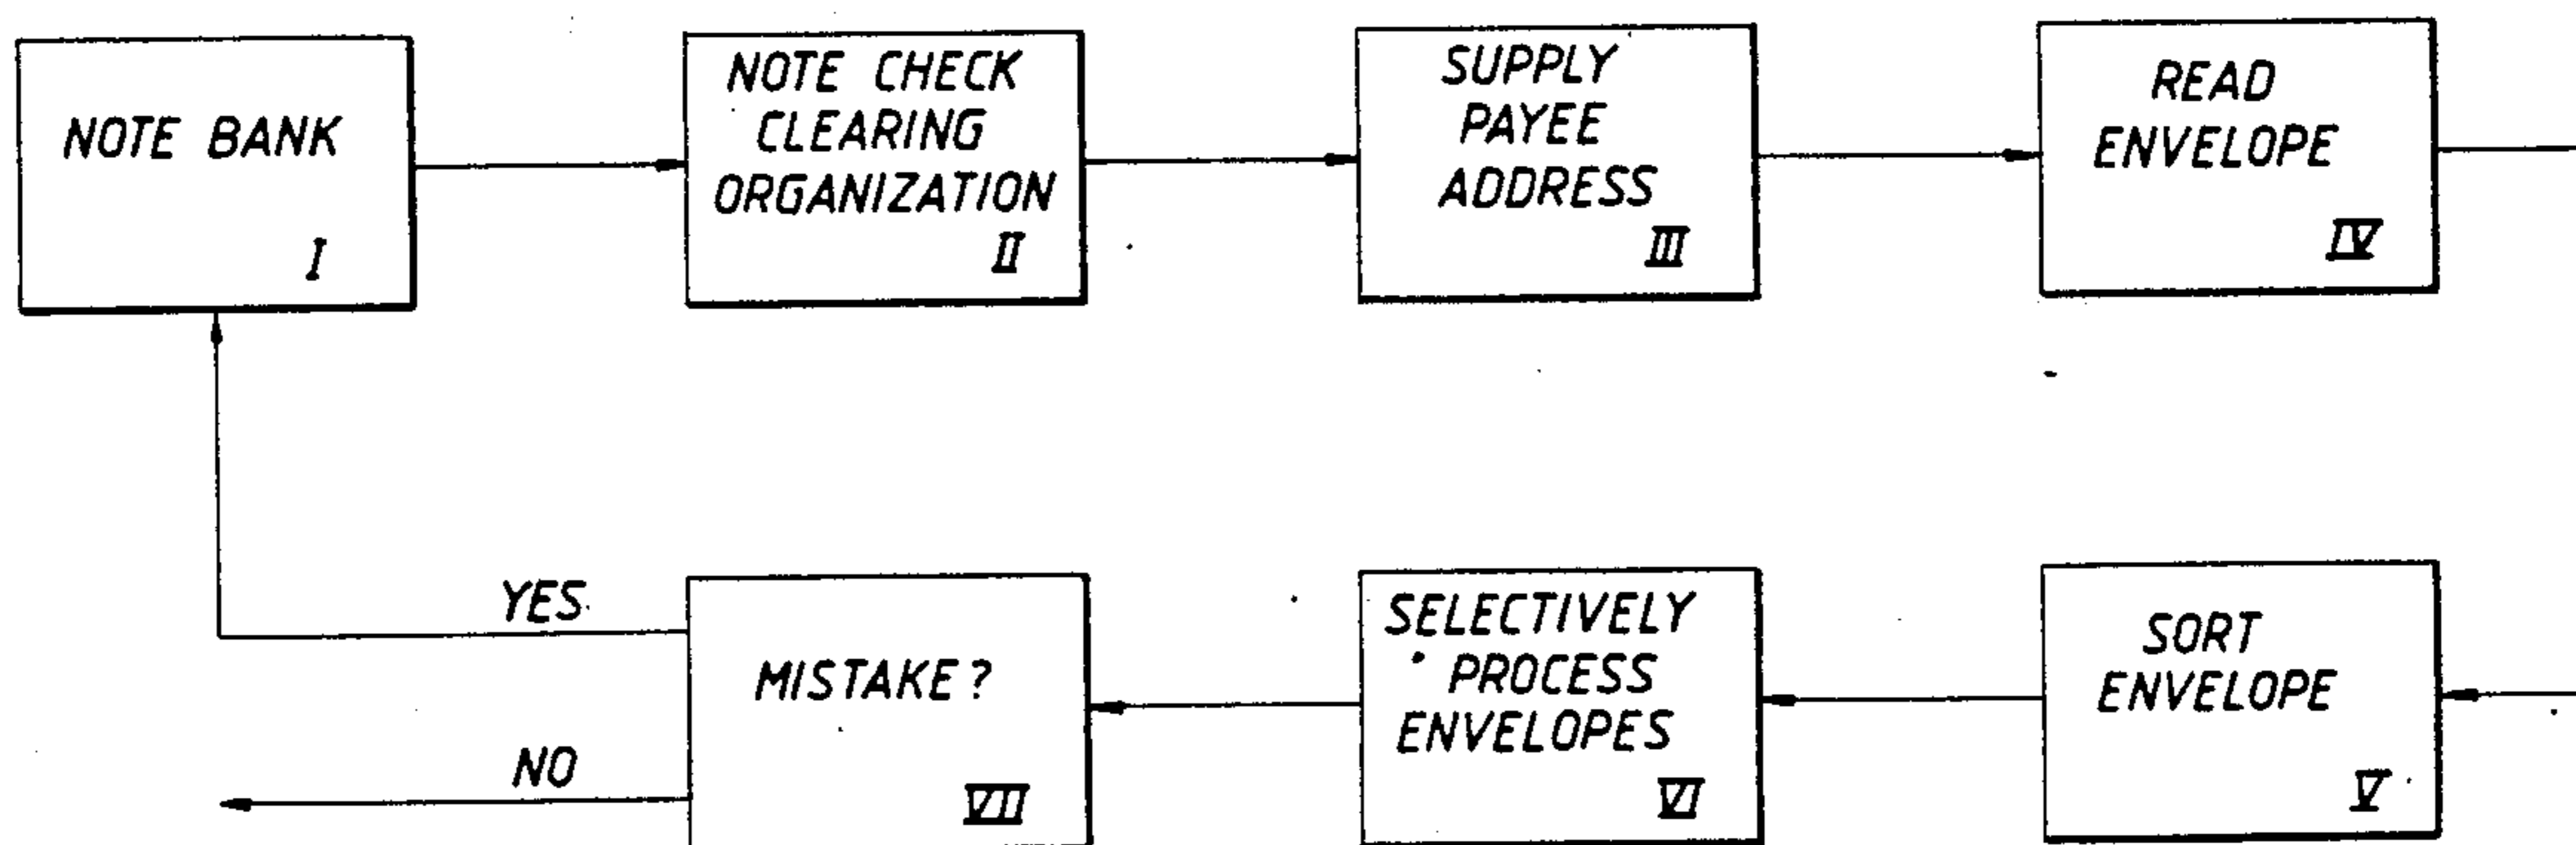 NOTE BANK
I
NOTE CHECK
CLEARING
ORGANIZATION
II
SUPPLY
PAYEE
ADDRESS
III
READ
ENVELOPE
IV
SORT
ENVELOPE
V
SELECTIVELY
PROCESS
ENVELOPES
VI
MISTAKE?
VII
YES
NO